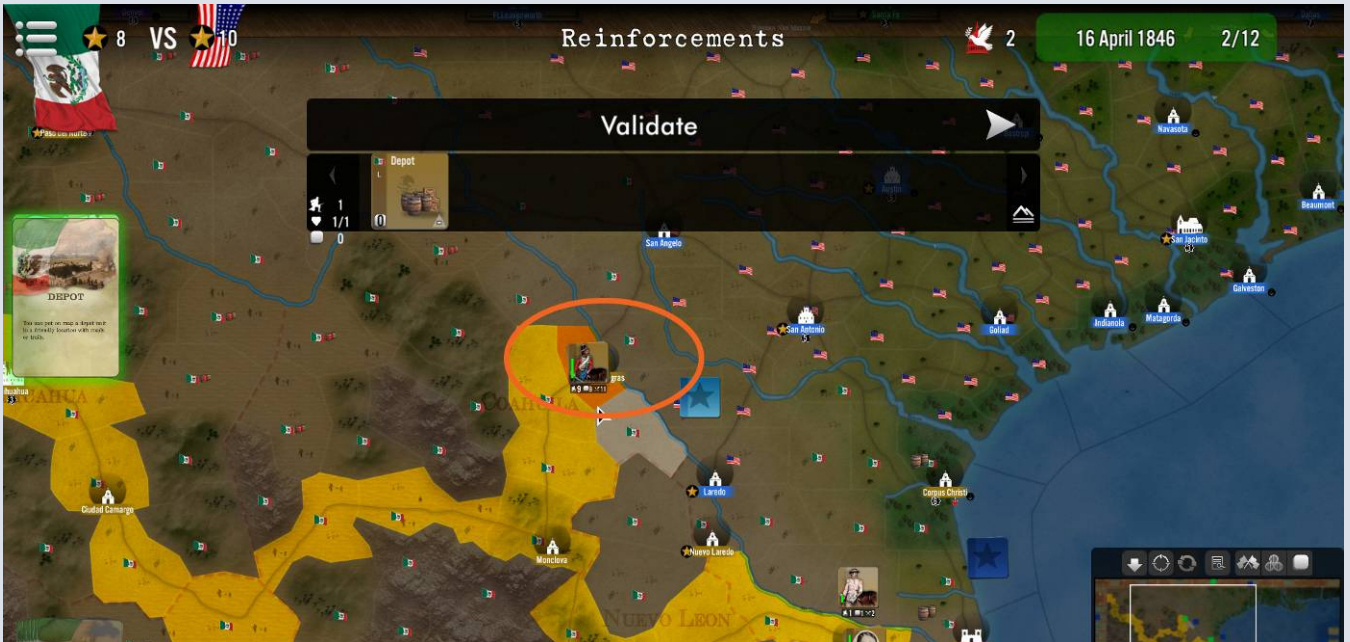 8 VS 10
Reinforcements
2
16 April 1846
2/12
Validate
Depot
L
1
1/1
0
0
Navasota
Beaumont
San Angelo
San Jacinto
DEPOT
You can put on map a depot unit
in a friendly location with roads
or trails.
Galveston
San Antonio
Goliad
Indianola
Matagorda
gras
COAHUILA
Laredo
Corpus Christi
Ciudad Camargo
Monclova
Nuevo Laredo
NUEVO LEON